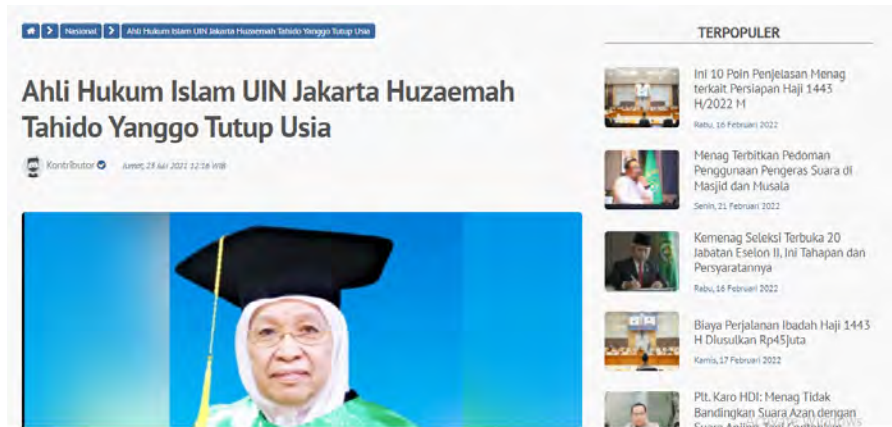 Nasional
Ahli Hukum Islam UIN Jakarta Huzaemah Tahido Yanggo Tutup Usia
Ahli Hukum Islam UIN Jakarta Huzaemah
Tahido Yanggo Tutup Usia
Kontributor
2021 12:16 WIB
TERPOPULER
Ini 10 Poin Penjelasan Menag
terkait Persiapan Haji 1443
H/2022 M
Rabu, 16 Februari 2022
Menag Terbitkan Pedoman
Penggunaan Pengeras Suara di
Masjid dan Musala
Senin, 21 Februari 2022
Kemenag Seleksi Terbuka 20
Jabatan Eselon II, Ini Tahapan dan
Persyaratannya
Rabu, 16 Februari 2022
Biaya Perjalanan Ibadah Haji 1443
H Diusulkan Rp45Juta
Kamis, 17 Februari 2022
Plt. Karo HDI: Menag Tidak
Bandingkan Suara Azan dengan